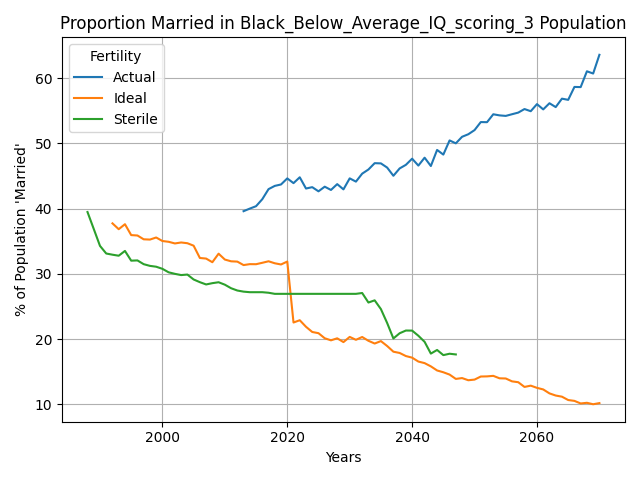 Proportion Married in Black_Below_Average_IQ_scoring_3 Population
Fertility
Actual
Ideal
Sterile
% of Population 'Married'
60
50
40
30
20
10
2000 2020 2040 2060
Years